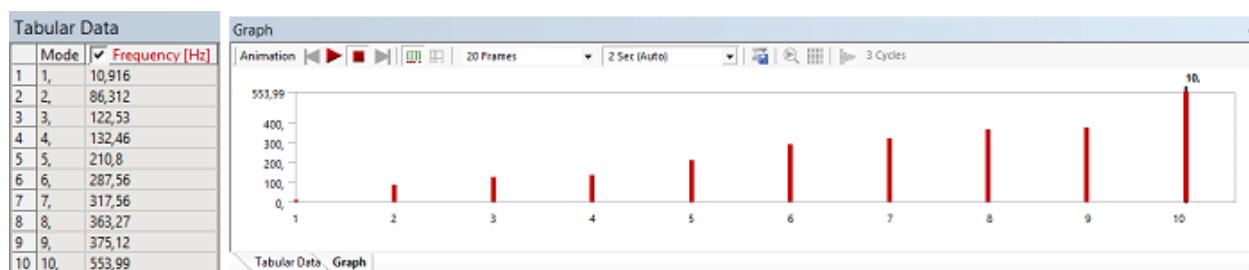 Tabular Data
Mode Frequency [Hz]
1 1, 10,916
2 2, 86,312
3 3, 122,53
4 4, 132,46
5 5, 210,8
6 6, 287,56
7 7, 317,56
8 8, 363,27
9 9, 375,12
10 10, 553,99
Graph
Animation 20 Frames 2 Sec (Auto) 3 Cycles
10,
553,99
400,
300,
200,
100,
0,
1 2 3 4 5 6 7 8 9 10
Tabular Data Graph